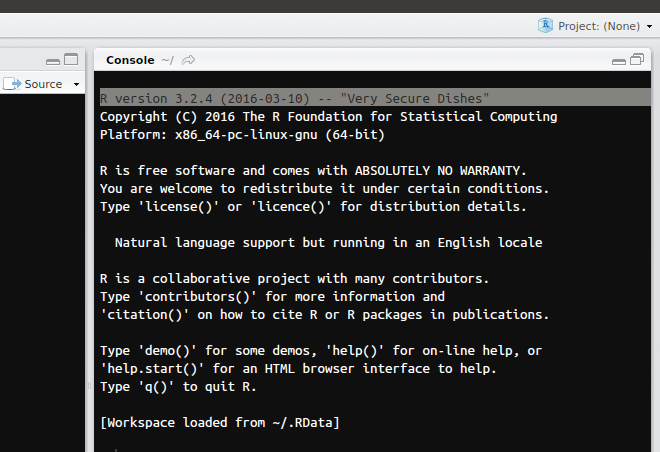 Project: (None)
Source
Console ~/
R version 3.2.4 (2016-03-10) -- "Very Secure Dishes"
Copyright (C) 2016 The R Foundation for Statistical Computing
Platform: x86_64-pc-linux-gnu (64-bit)
R is free software and comes with ABSOLUTELY NO WARRANTY.
You are welcome to redistribute it under certain conditions.
Type 'license()' or 'licence()' for distribution details.
Natural language support but running in an English locale
R is a collaborative project with many contributors.
Type 'contributors()' for more information and
'citation()' on how to cite R or R packages in publications.
Type 'demo()' for some demos, 'help()' for on-line help, or
'help.start()' for an HTML browser interface to help.
Type 'q()' to quit R.
[Workspace loaded from ~/.RData]